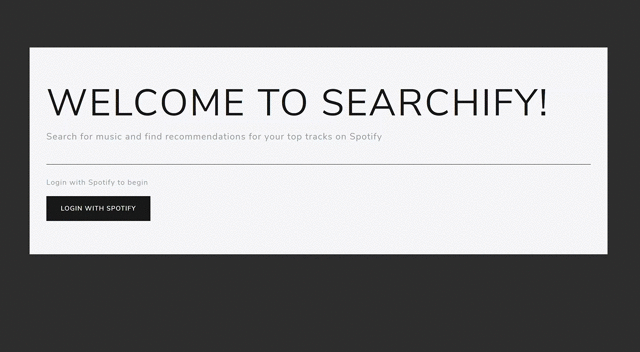 WELCOME TO SEARCHIFY!
Search for music and find recommendations for your top tracks on Spotify
Login with Spotify to begin
LOGIN WITH SPOTIFY